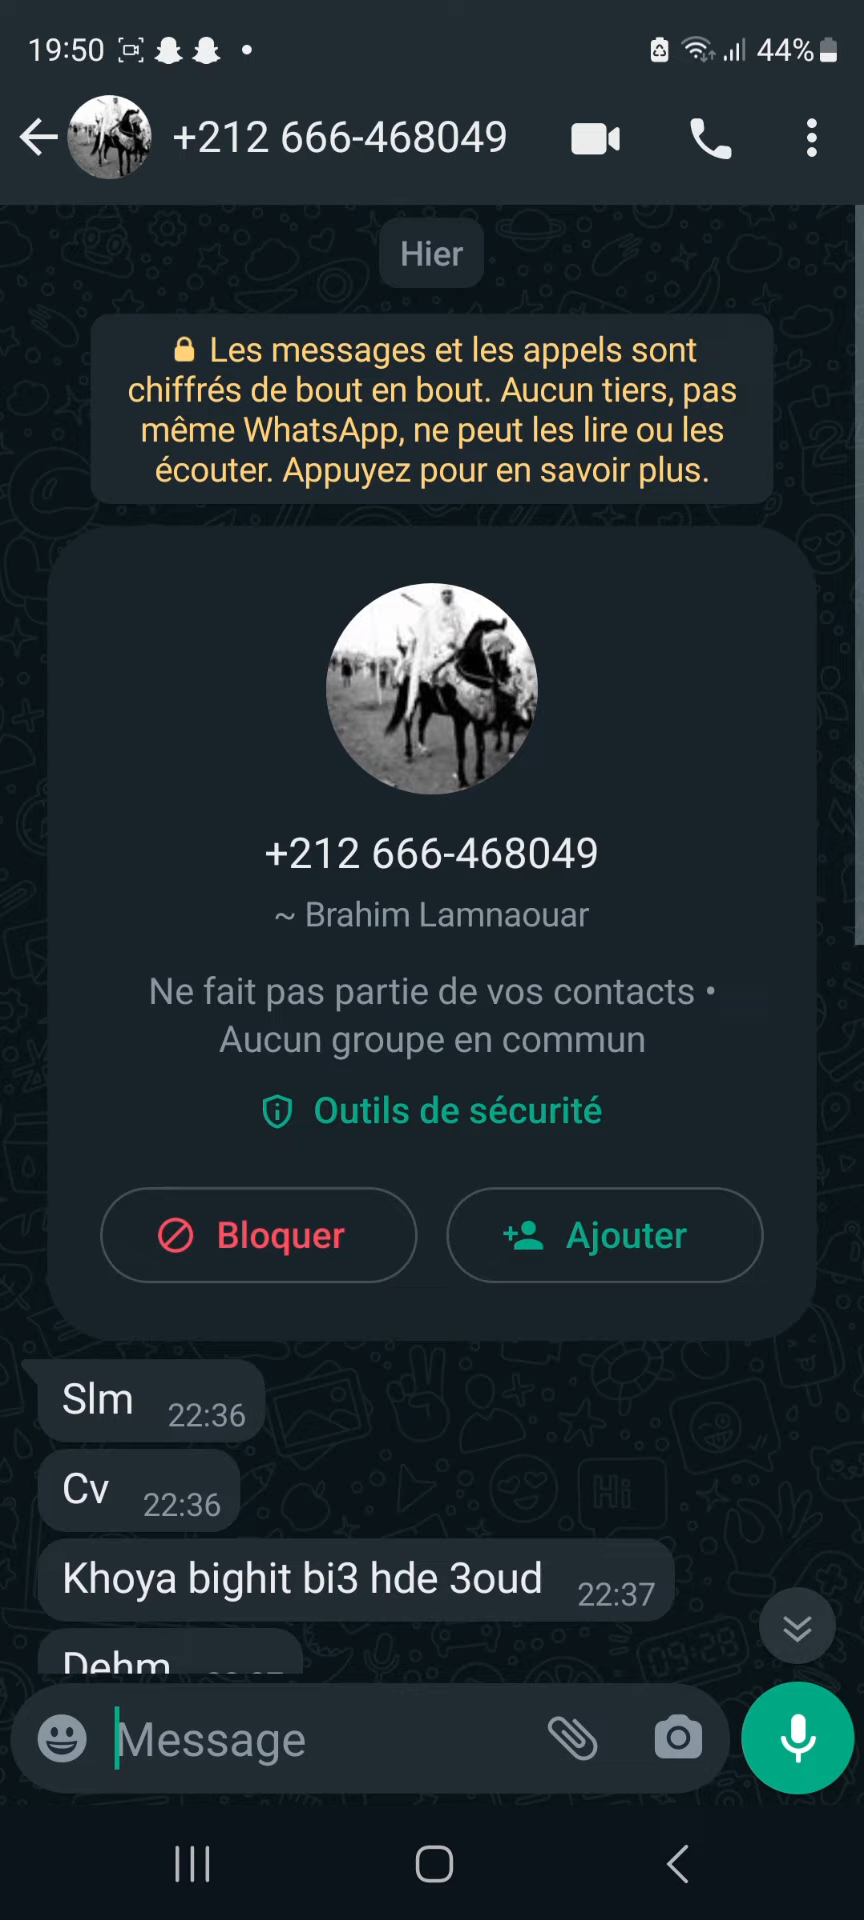 19:50
44%
+212 666-468049
Hier
Les messages et les appels sont
chiffrés de bout en bout. Aucun tiers, pas
même WhatsApp, ne peut les lire ou les
écouter. Appuyez pour en savoir plus.
+212 666-468049
~ Brahim Lamnaouar
Ne fait pas partie de vos contacts •
Aucun groupe en commun
Outils de sécurité
Bloquer
Ajouter
Slm 22:36
Cv 22:36
Khoya bighit bi3 hde 3oud 22:37
Dehm
Message